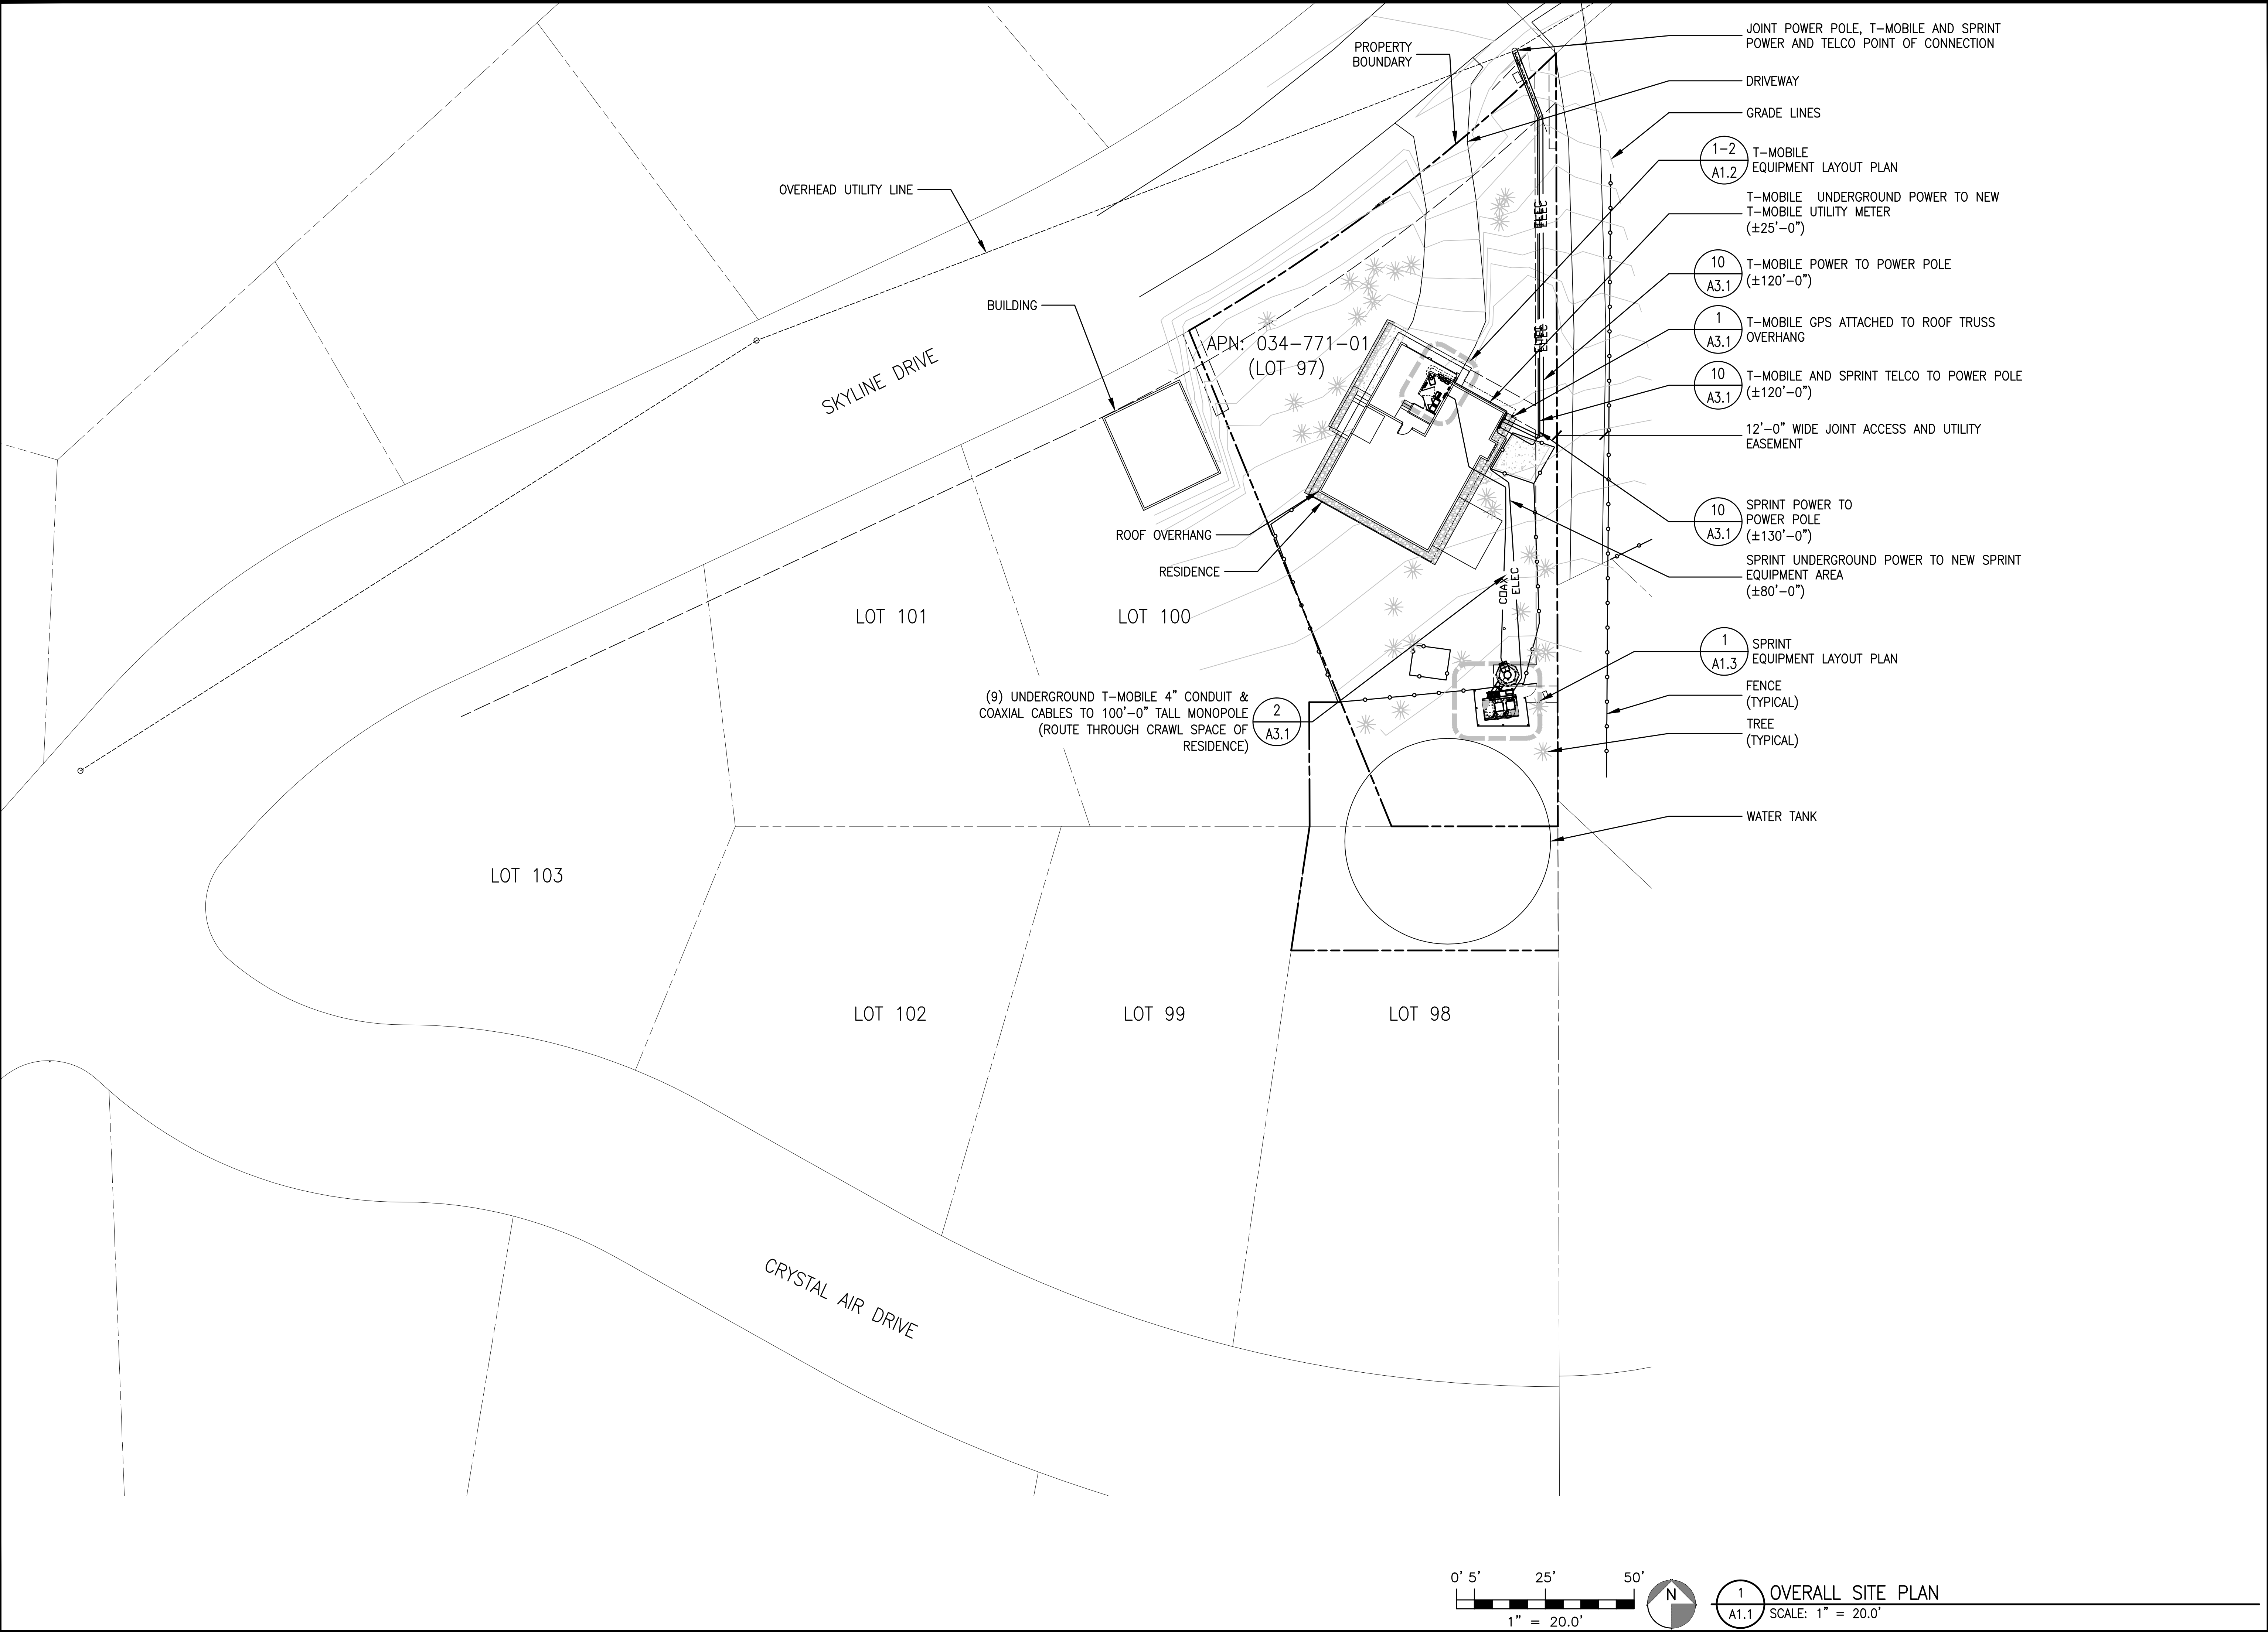 JOINT POWER POLE, T-MOBILE AND SPRINT
POWER AND TELCO POINT OF CONNECTION
PROPERTY
BOUNDARY
DRIVEWAY
GRADE LINES
1-2
A1.2
T-MOBILE
EQUIPMENT LAYOUT PLAN
OVERHEAD UTILITY LINE
T-MOBILE UNDERGROUND POWER TO NEW
T-MOBILE UTILITY METER
(±25'-0")
ELEC
ELEC
10
A3.1
T-MOBILE POWER TO POWER POLE
(±120'-0")
BUILDING
1
A3.1
T-MOBILE GPS ATTACHED TO ROOF TRUSS
OVERHANG
ELEC
ELEC
APN: 034-771-01
(LOT 97)
SKYLINE DRIVE
10
A3.1
T-MOBILE AND SPRINT TELCO TO POWER POLE
(±120'-0")
12'-0" WIDE JOINT ACCESS AND UTILITY
EASEMENT
10
A3.1
SPRINT POWER TO
POWER POLE
(±130'-0")
ROOF OVERHANG
RESIDENCE
SPRINT UNDERGROUND POWER TO NEW SPRINT
EQUIPMENT AREA
(±80'-0")
COAX
ELEC
LOT 101
LOT 100
1
A1.3
SPRINT
EQUIPMENT LAYOUT PLAN
FENCE
(TYPICAL)
(9) UNDERGROUND T-MOBILE 4" CONDUIT &
COAXIAL CABLES TO 100'-0" TALL MONOPOLE
(ROUTE THROUGH CRAWL SPACE OF
RESIDENCE)
2
A3.1
TREE
(TYPICAL)
WATER TANK
LOT 103
LOT 102
LOT 99
LOT 98
CRYSTAL AIR DRIVE
0' 5' 25' 50'
1" = 20.0'
N
1
A1.1
OVERALL SITE PLAN
SCALE: 1" = 20.0'